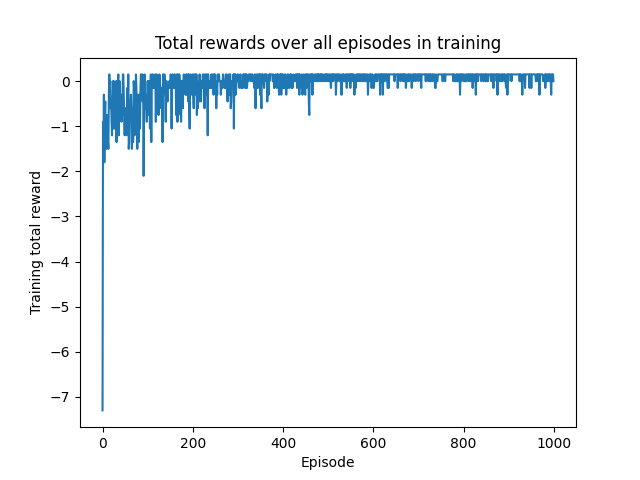 Total rewards over all episodes in training
Training total reward
0
−1
−2
−3
−4
−5
−6
−7
0 200 400 600 800 1000
Episode